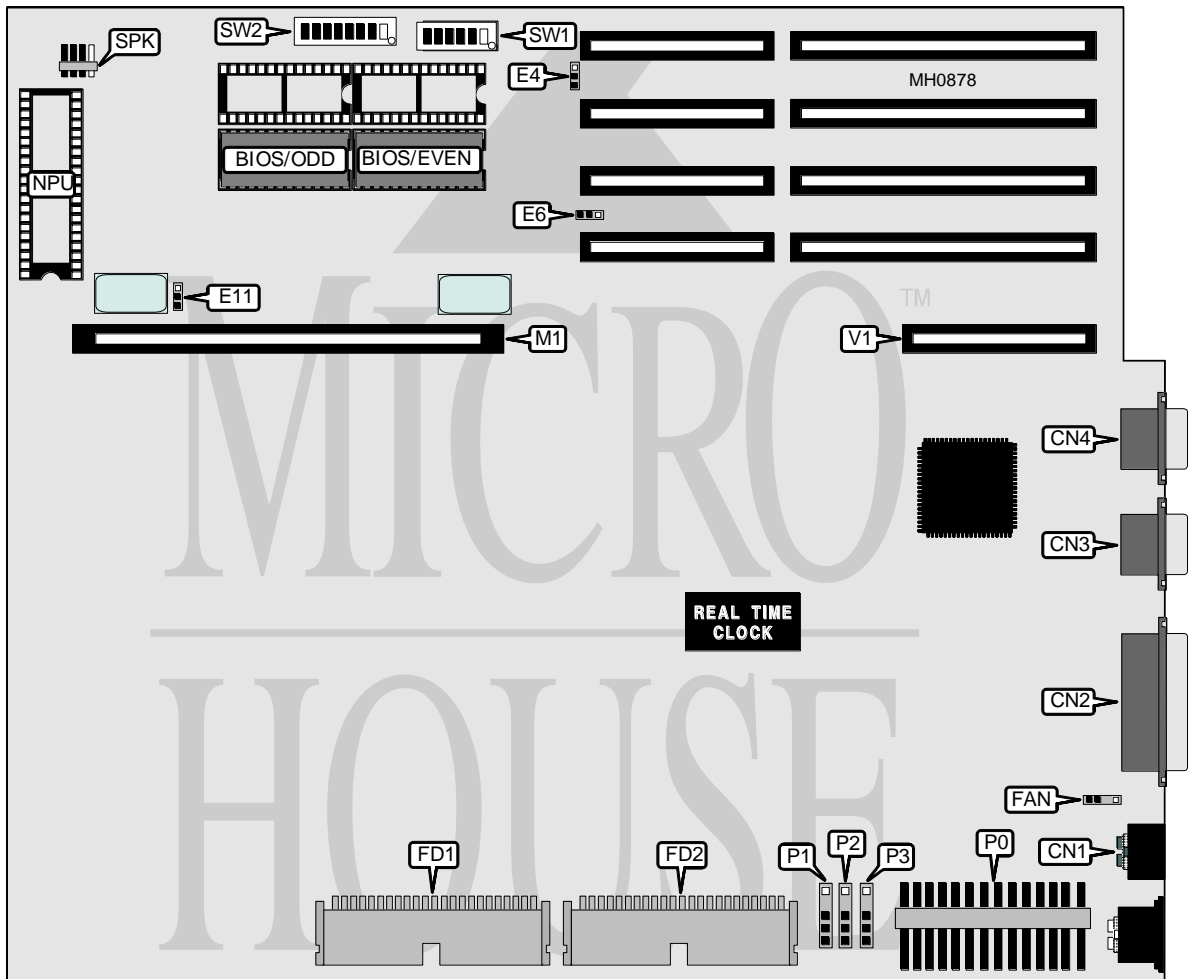 SPK
SW2
SW1
E4
MH0878
BIOS/ODD
BIOS/EVEN
NPU
E6
E11
M1
V1
MICRO
TM
HOUSE
CN4
CN3
REAL TIME
CLOCK
CN2
FAN
CN1
FD1
FD2
P1
P2
P3
P0